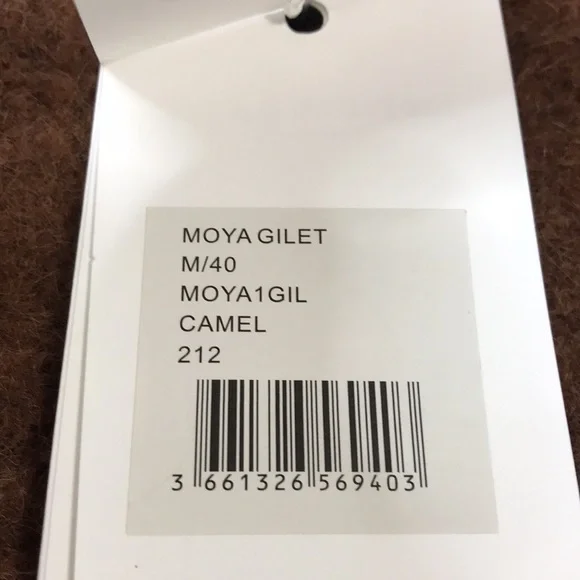 MOYA GILET
M/40
MOYA1GIL
CAMEL
212
3 661326 569403